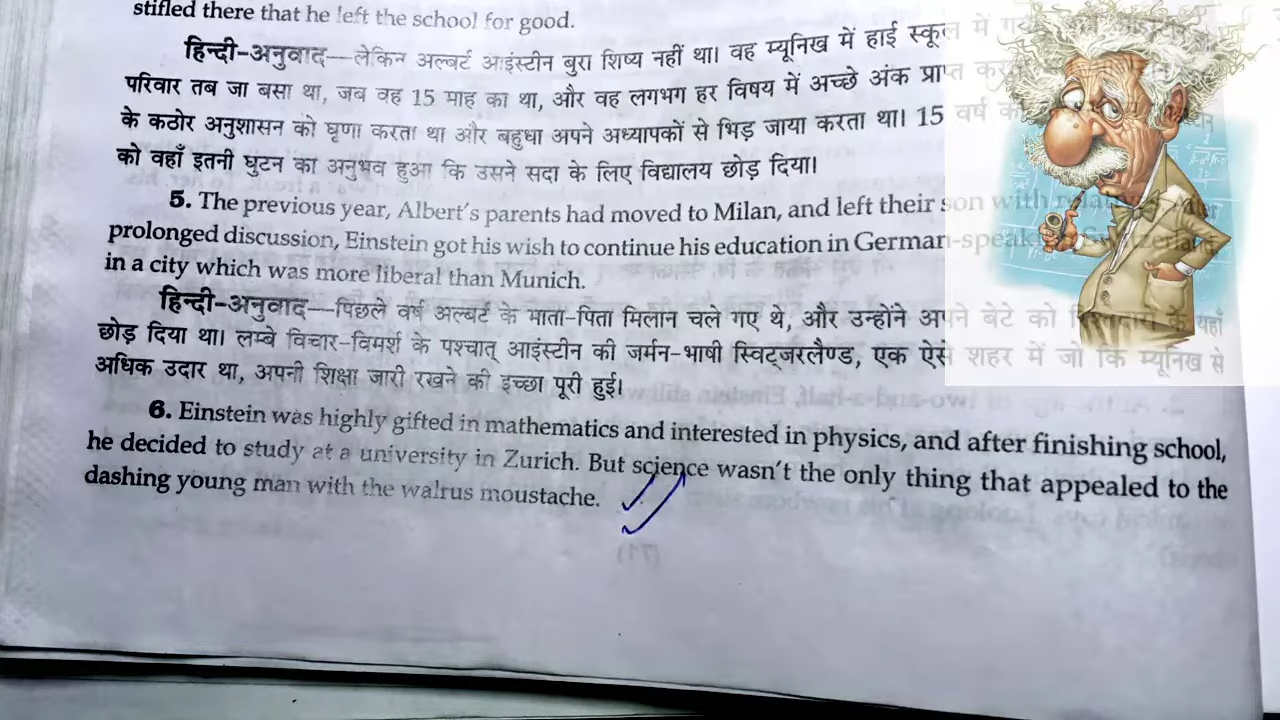 stifled there that he left the school for good.
हिन्दी-अनुवाद—लेकिन अल्बर्ट आइंस्टीन बुरा शिष्य नहीं था। वह म्यूनिख में हाई स्कूल में
परिवार तब जा बसा था, जब वह 15 माह का था, और वह लगभग हर विषय में अच्छे अंक प्राप्त
के कठोर अनुशासन को घृणा करता था और बहुधा अपने अध्यापकों से भिड़ जाया करता था। 15 वर्ष
को वहाँ इतनी घुटन का अनुभव हुआ कि उसने सदा के लिए विद्यालय छोड़ दिया।
5. The previous year, Albert's parents had moved to Milan, and left their son with
prolonged discussion, Einstein got his wish to continue his education in German-speaking
in a city which was more liberal than Munich.
हिन्दी-अनुवाद—पिछले वर्ष अल्बर्ट के माता-पिता मिलान चले गए थे, और उन्होंने अपने बेटे को के यहाँ
छोड़ दिया था। लम्बे विचार-विमर्श के पश्चात् आइंस्टीन की जर्मन-भाषी स्विट्जरलैण्ड, एक ऐसे शहर में जो कि म्यूनिख से
अधिक उदार था, अपनी शिक्षा जारी रखने की इच्छा पूरी हुई।
6. Einstein was highly gifted in mathematics and interested in physics, and after finishing school,
he decided to study at a university in Zurich. But science wasn't the only thing that appealed to the
dashing young man with the walrus moustache.